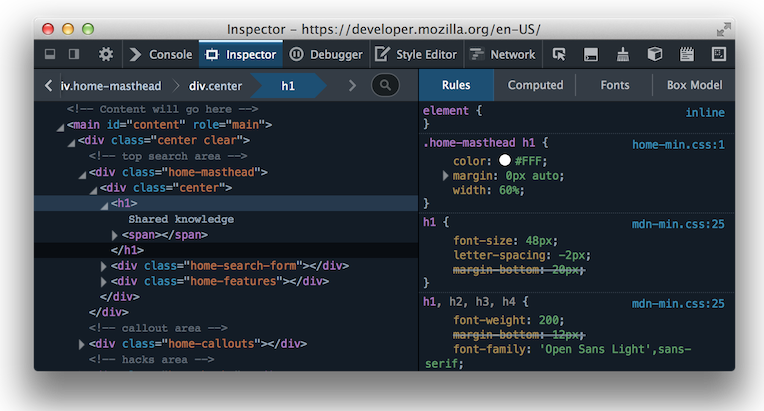 Inspector – https://developer.mozilla.org/en-US/
Console Inspector Debugger Style Editor Network
iv.home-masthead div.center h1
Rules Computed Fonts Box Model
<!-- Content will go here -->
<main id="content" role="main">
<div class="center clear">
<!-- top search area -->
<div class="home-masthead">
<div class="center">
<h1>
Shared knowledge
<span></span>
</h1>
<div class="home-search-form"></div>
<div class="home-features"></div>
</div>
</div>
<!-- callout area -->
<div class="home-callouts"></div>
<!-- hacks area -->
element { inline
}
.home-masthead h1 { home-min.css:1
color: #FFF;
margin: 0px auto;
width: 60%;
}
h1 { mdn-min.css:25
font-size: 48px;
letter-spacing: -2px;
margin-bottom: 20px;
}
h1, h2, h3, h4 { mdn-min.css:25
font-weight: 200;
margin-bottom: 12px;
font-family: 'Open Sans Light',sans-
serif;